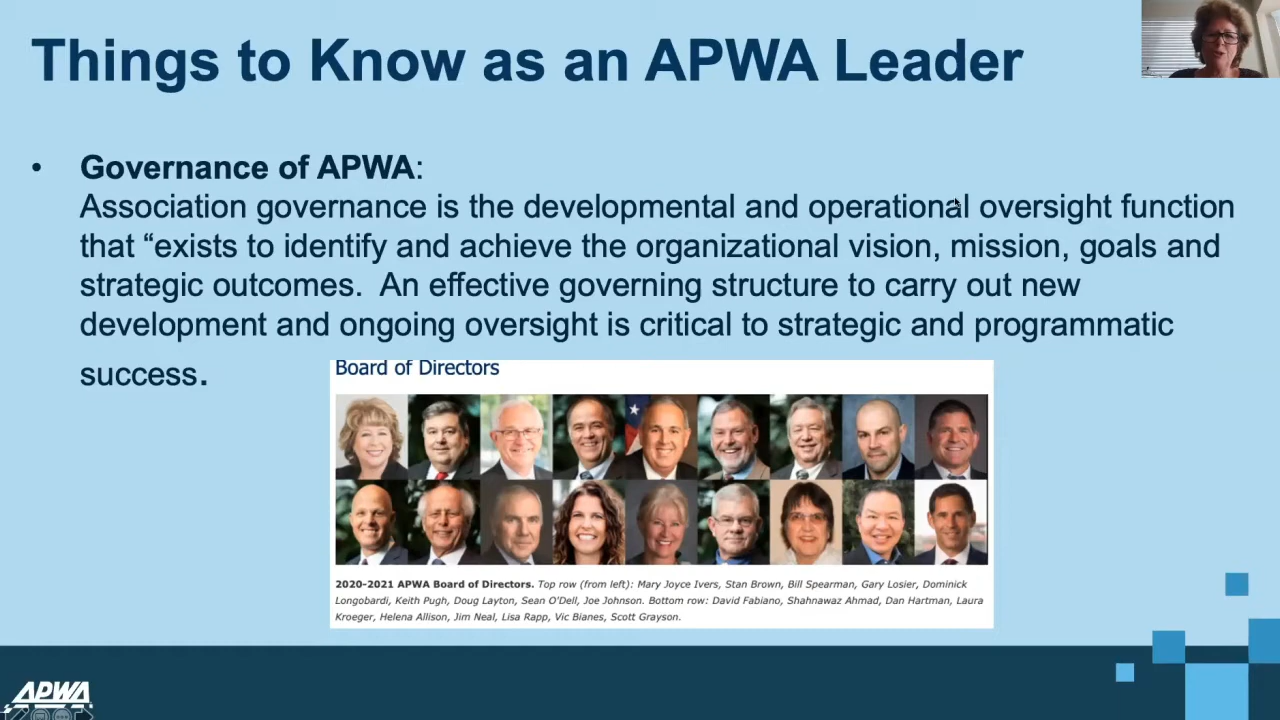 Things to Know as an APWA Leader
• Governance of APWA:
Association governance is the developmental and operational oversight function
that “exists to identify and achieve the organizational vision, mission, goals and
strategic outcomes.  An effective governing structure to carry out new
development and ongoing oversight is critical to strategic and programmatic
success.
Board of Directors
2020-2021 APWA Board of Directors. Top row (from left): Mary Joyce Ivers, Stan Brown, Bill Spearman, Gary Losier, Dominick
Longobardi, Keith Pugh, Doug Layton, Sean O'Dell, Joe Johnson. Bottom row: David Fabiano, Shahnawaz Ahmad, Dan Hartman, Laura
Kroeger, Helena Allison, Jim Neal, Lisa Rapp, Vic Bianes, Scott Grayson.
APWA